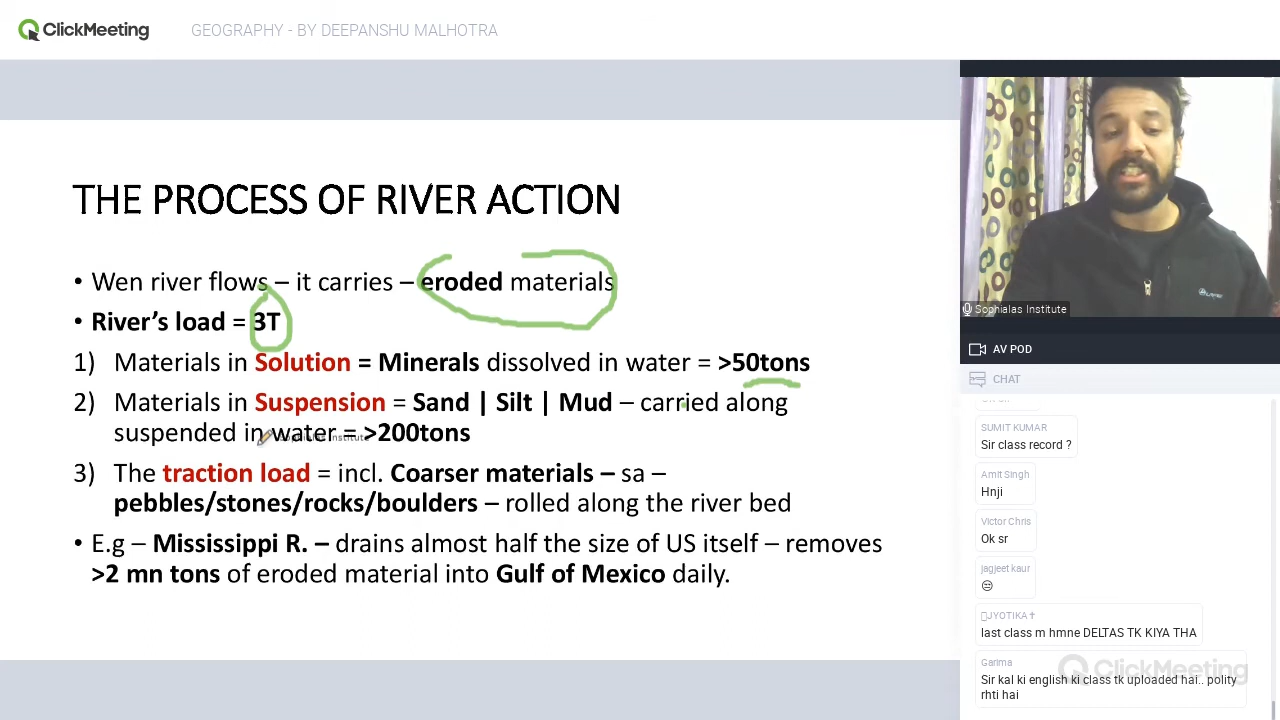 ClickMeeting
GEOGRAPHY - BY DEEPANSHU MALHOTRA
THE PROCESS OF RIVER ACTION
• Wen river flows – it carries – eroded materials
• River's load = 3T
1) Materials in Solution = Minerals dissolved in water = >50tons
2) Materials in Suspension = Sand | Silt | Mud – carried along
suspended in water = >200tons
Sophialas Institute
3) The traction load = incl. Coarser materials – sa –
pebbles/stones/rocks/boulders – rolled along the river bed
• E.g – Mississippi R. – drains almost half the size of US itself – removes
>2 mn tons of eroded material into Gulf of Mexico daily.
Sophialas Institute
AV POD
CHAT
SUMIT KUMAR
Sir class record ?
Amit Singh
Hnji
Victor Chris
Ok sr
jagjeet kaur
😒
JYOTIKA✝
last class m hmne DELTAS TK KIYA THA
Garima
Sir kal ki english ki class tk uploaded hai.. polity
rhti hai
ClickMeeting